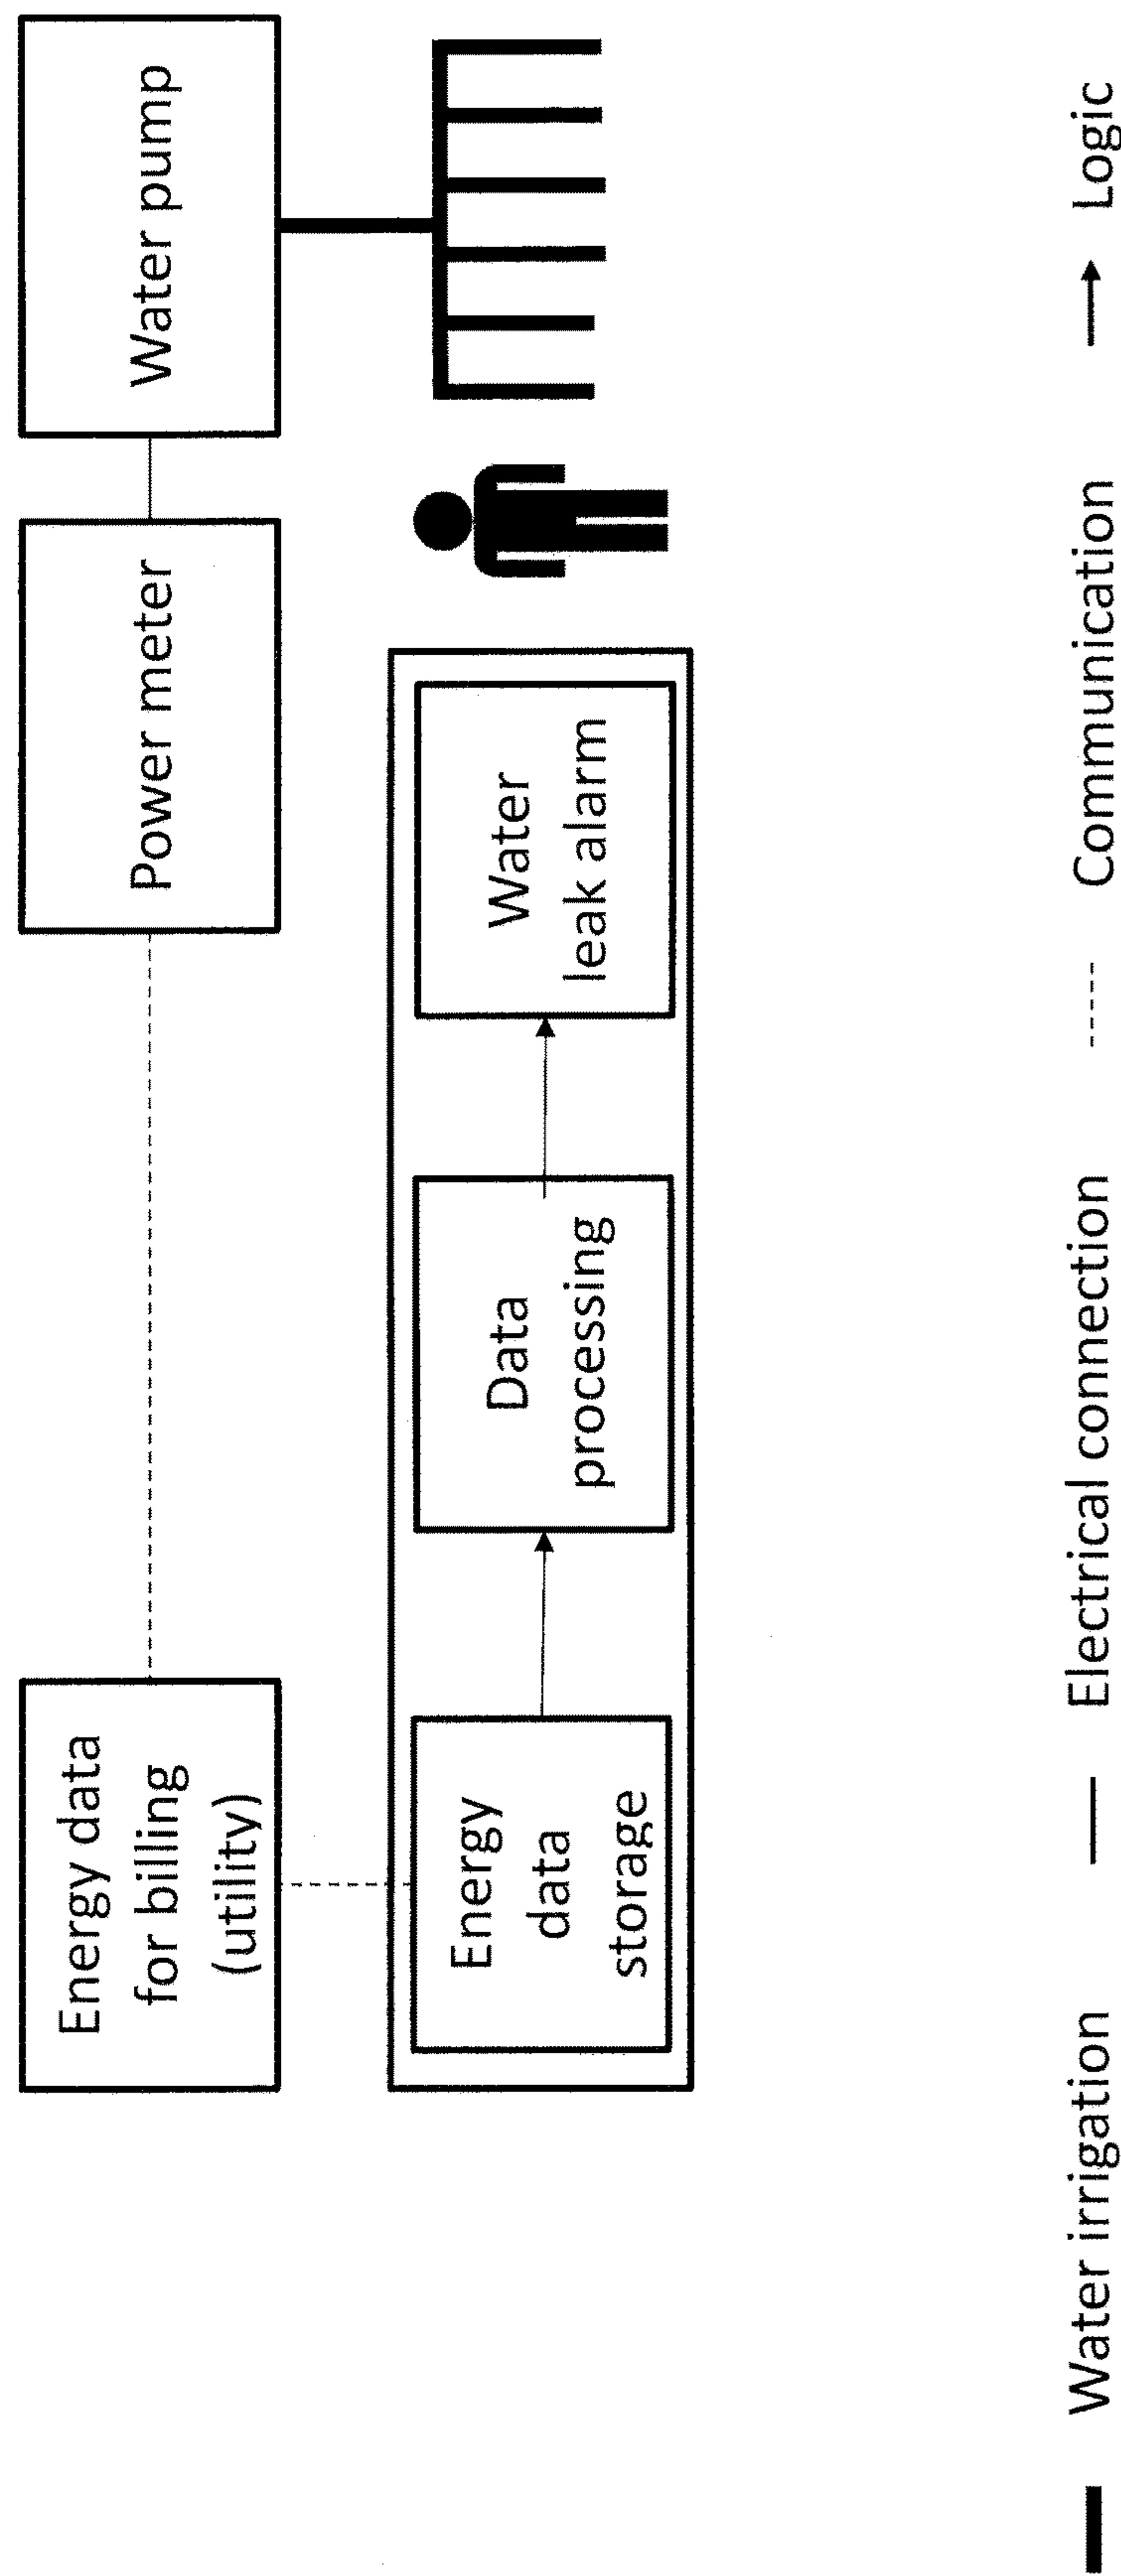 Energy data
for billing
(utility)
Power meter
Water pump
Energy
data
storage
Data
processing
Water
leak alarm
Water irrigation
Electrical connection
Communication
Logic